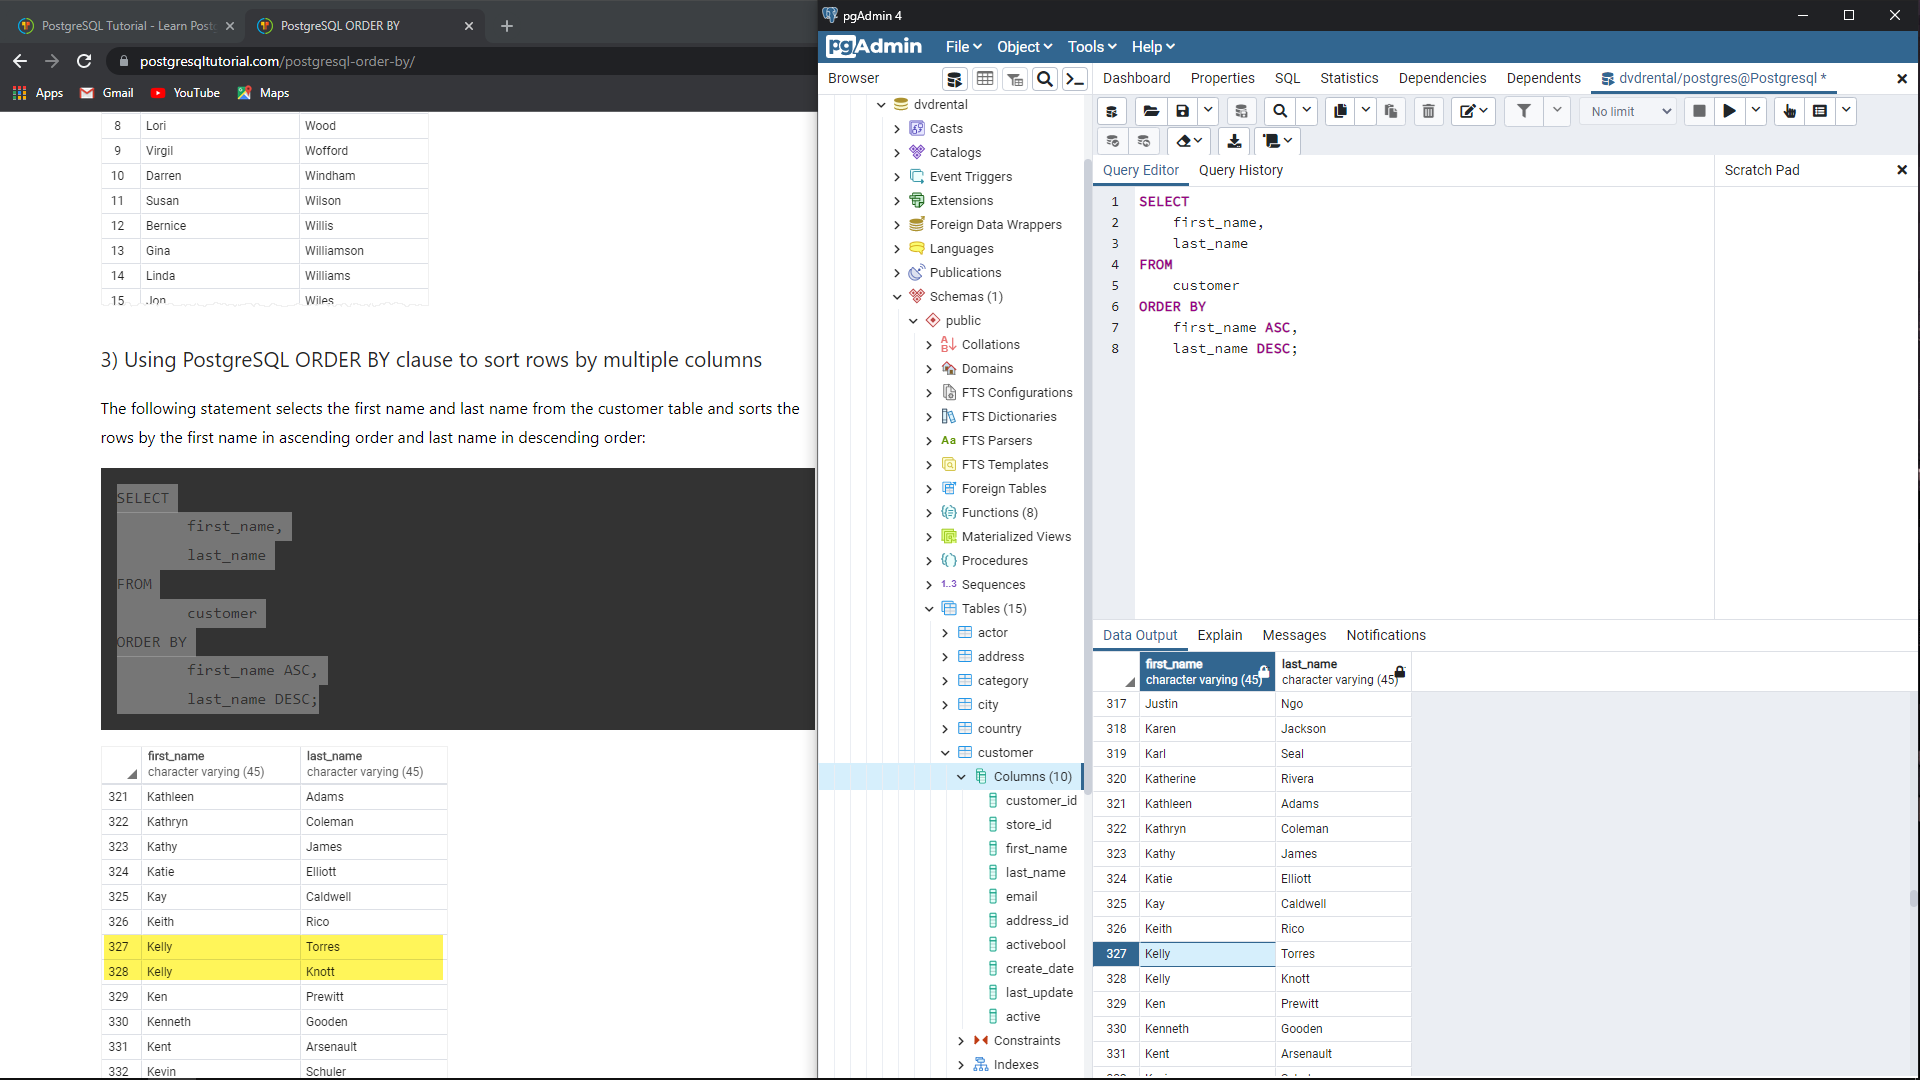 PostgreSQL Tutorial - Learn Post
PostgreSQL ORDER BY
postgresqltutorial.com/postgresql-order-by/
Apps
Gmail
YouTube
Maps
8 Lori Wood
9 Virgil Wofford
10 Darren Windham
11 Susan Wilson
12 Bernice Willis
13 Gina Williamson
14 Linda Williams
15 Jon Wiles
3) Using PostgreSQL ORDER BY clause to sort rows by multiple columns
The following statement selects the first name and last name from the customer table and sorts the
rows by the first name in ascending order and last name in descending order:
SELECT
first_name,
last_name
FROM
customer
ORDER BY
first_name ASC,
last_name DESC;
first_name last_name
character varying (45) character varying (45)
321 Kathleen Adams
322 Kathryn Coleman
323 Kathy James
324 Katie Elliott
325 Kay Caldwell
326 Keith Rico
327 Kelly Torres
328 Kelly Knott
329 Ken Prewitt
330 Kenneth Gooden
331 Kent Arsenault
332 Kevin Schuler
pgAdmin 4
pgAdmin
File Object Tools Help
Browser
dvdrental
Casts
Catalogs
Event Triggers
Extensions
Foreign Data Wrappers
Languages
Publications
Schemas (1)
public
Collations
Domains
FTS Configurations
FTS Dictionaries
Aa FTS Parsers
FTS Templates
Foreign Tables
Functions (8)
Materialized Views
Procedures
1..3 Sequences
Tables (15)
actor
address
category
city
country
customer
Columns (10)
customer_id
store_id
first_name
last_name
email
address_id
activebool
create_date
last_update
active
Constraints
Indexes
Dashboard Properties SQL Statistics Dependencies Dependents dvdrental/postgres@Postgresql *
No limit
Query Editor Query History
Scratch Pad
1 SELECT
2 first_name,
3 last_name
4 FROM
5 customer
6 ORDER BY
7 first_name ASC,
8 last_name DESC;
Data Output Explain Messages Notifications
first_name last_name
character varying (45) character varying (45)
317 Justin Ngo
318 Karen Jackson
319 Karl Seal
320 Katherine Rivera
321 Kathleen Adams
322 Kathryn Coleman
323 Kathy James
324 Katie Elliott
325 Kay Caldwell
326 Keith Rico
327 Kelly Torres
328 Kelly Knott
329 Ken Prewitt
330 Kenneth Gooden
331 Kent Arsenault